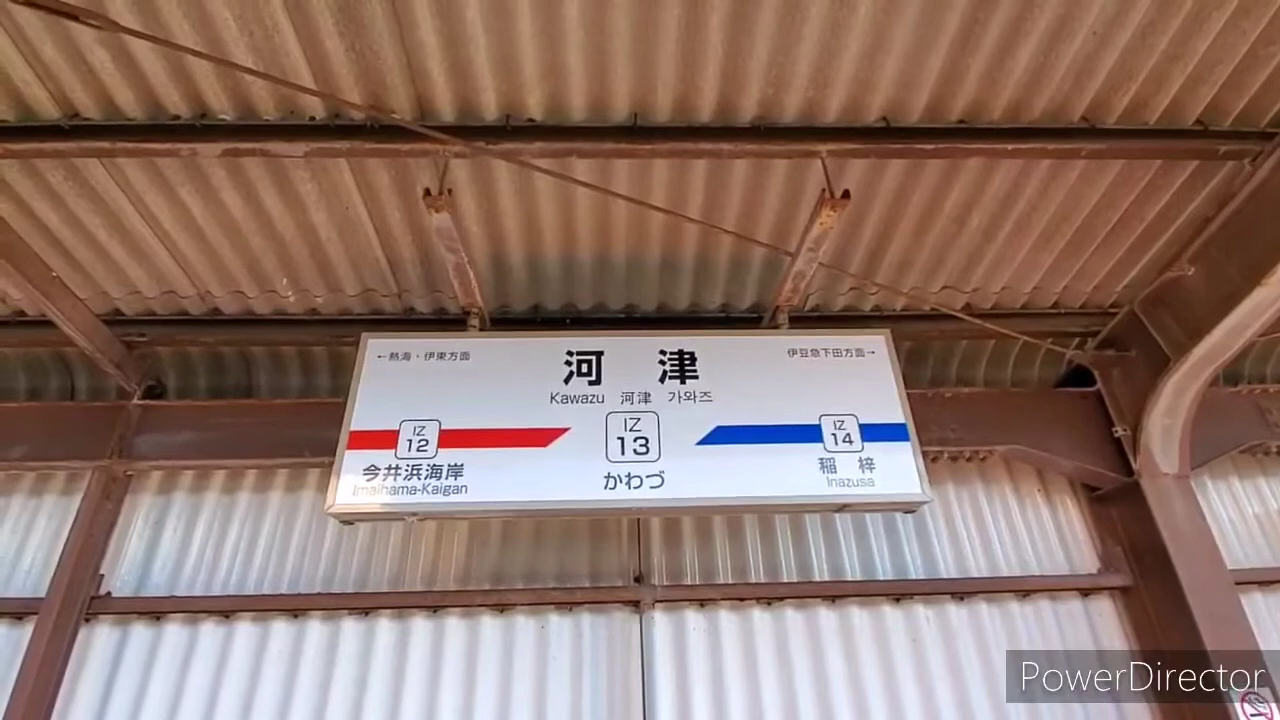 ←熱海・伊東方面
伊豆急下田方面→
河津
Kawazu 河津 가와즈
IZ
12
IZ
13
IZ
14
今井浜海岸
Imaihama-Kaigan
かわづ
稲梓
Inazusa
PowerDirector